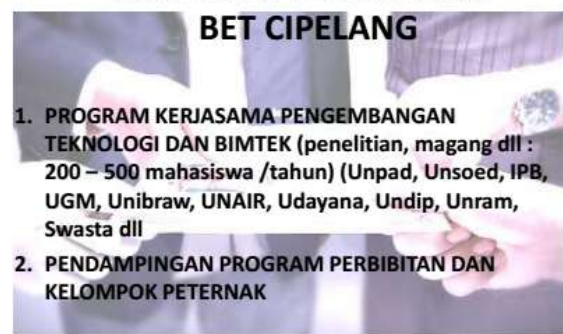 BET CIPELANG
1. PROGRAM KERJASAMA PENGEMBANGAN
TEKNOLOGI DAN BIMTEK (penelitian, magang dll :
200 – 500 mahasiswa /tahun) (Unpad, Unsoed, IPB,
UGM, Unibraw, UNAIR, Udayana, Undip, Unram,
Swasta dll
2. PENDAMPINGAN PROGRAM PERBIBITAN DAN
KELOMPOK PETERNAK